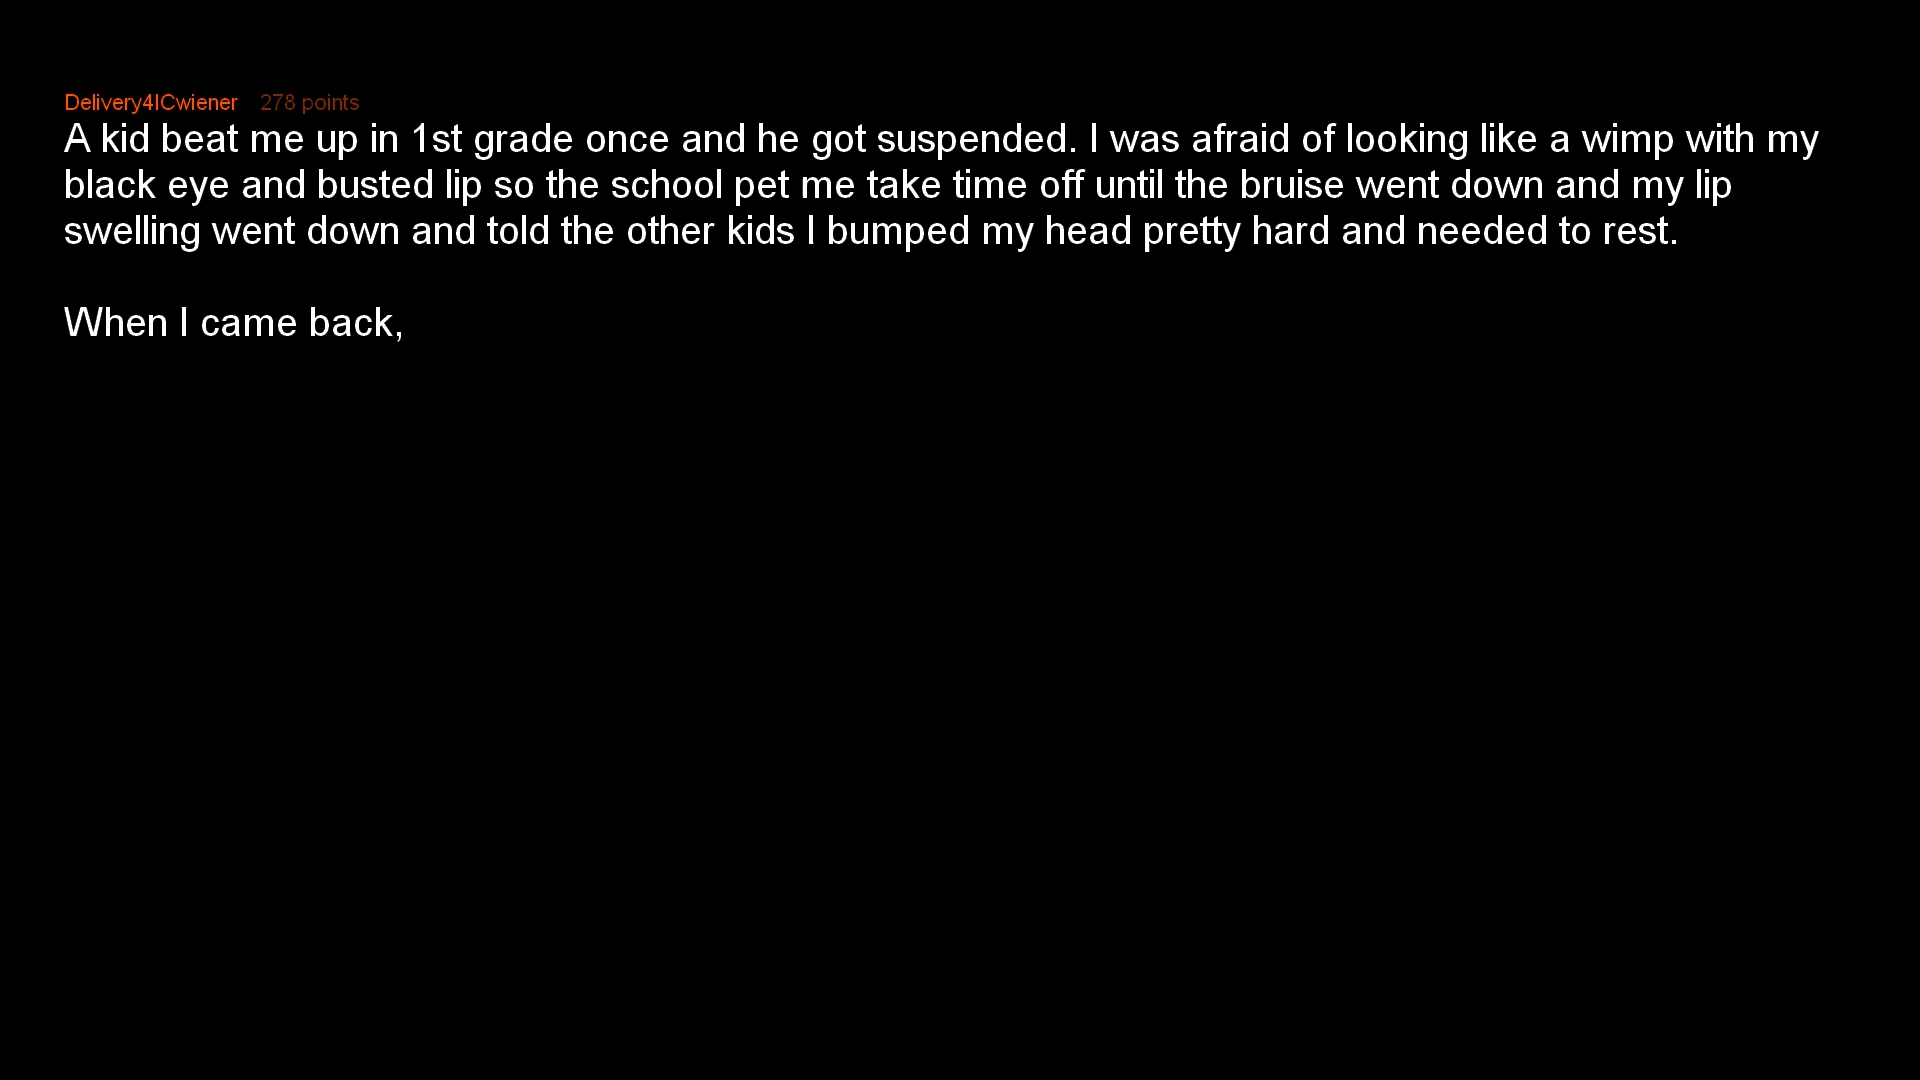 Delivery4ICwiener 278 points
A kid beat me up in 1st grade once and he got suspended. I was afraid of looking like a wimp with my
black eye and busted lip so the school pet me take time off until the bruise went down and my lip
swelling went down and told the other kids I bumped my head pretty hard and needed to rest.
When I came back,